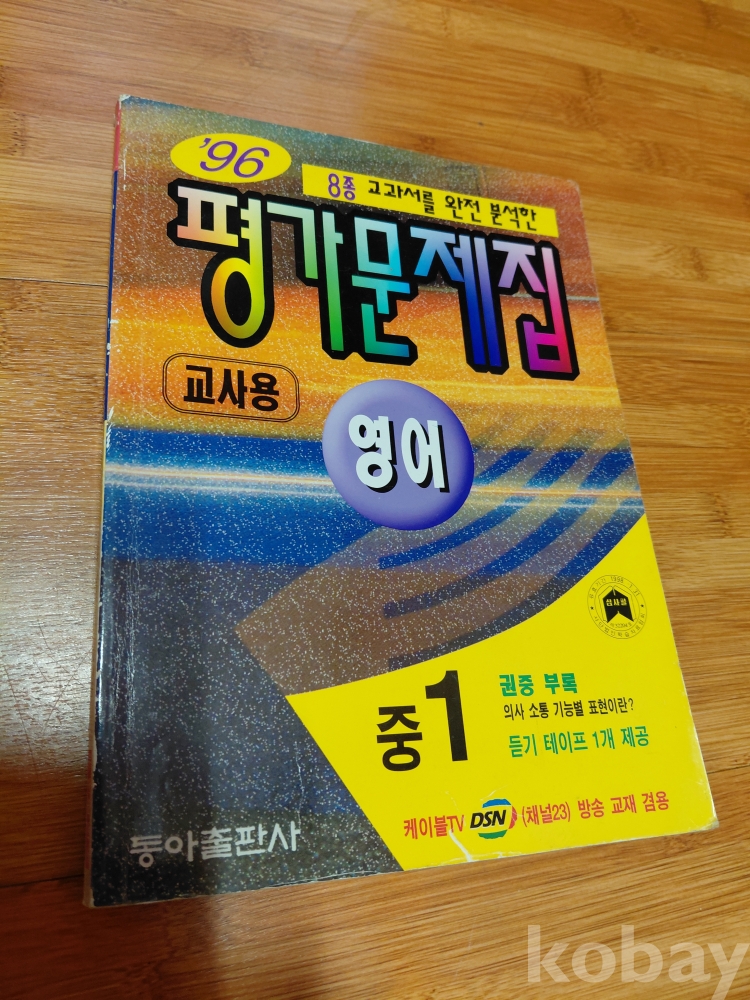 '96
8종 교과서를 완전 분석한
평가문제집
교사용
영어
심사필
중1
권중 부록
의사 소통 기능별 표현이란?
듣기 테이프 1개 제공
케이블TV DSN (채널23) 방송 교재 겸용
동아출판사
kobay